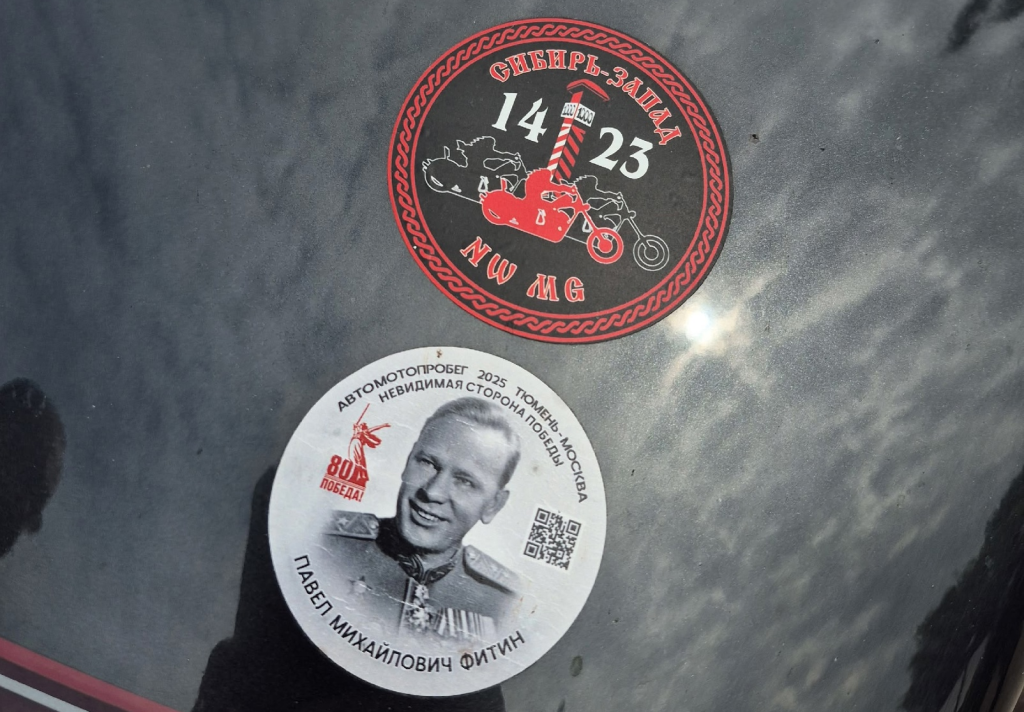 СИБИРЬ-ЗАПАД
14 23
NW MG
АВТОМОТОПРОБЕГ 2025 ТЮМЕНЬ-МОСКВА
НЕВИДИМАЯ СТОРОНА ПОБЕДЫ
80
ПОБЕДА!
ПАВЕЛ МИХАЙЛОВИЧ ФИТИН